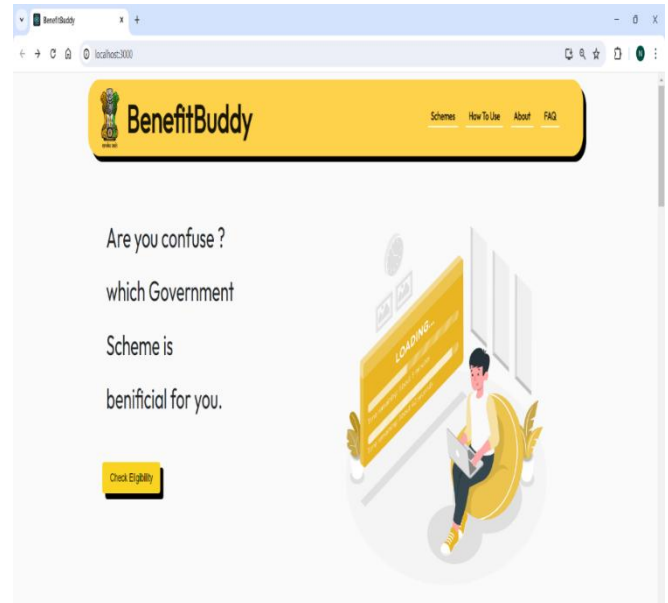 BenefitBuddy
localhost:3000
N
BenefitBuddy
Schemes How To Use About FAQ
Are you confuse ?
which Government
Scheme is
benificial for you.
LOADING...
Check Eligibility